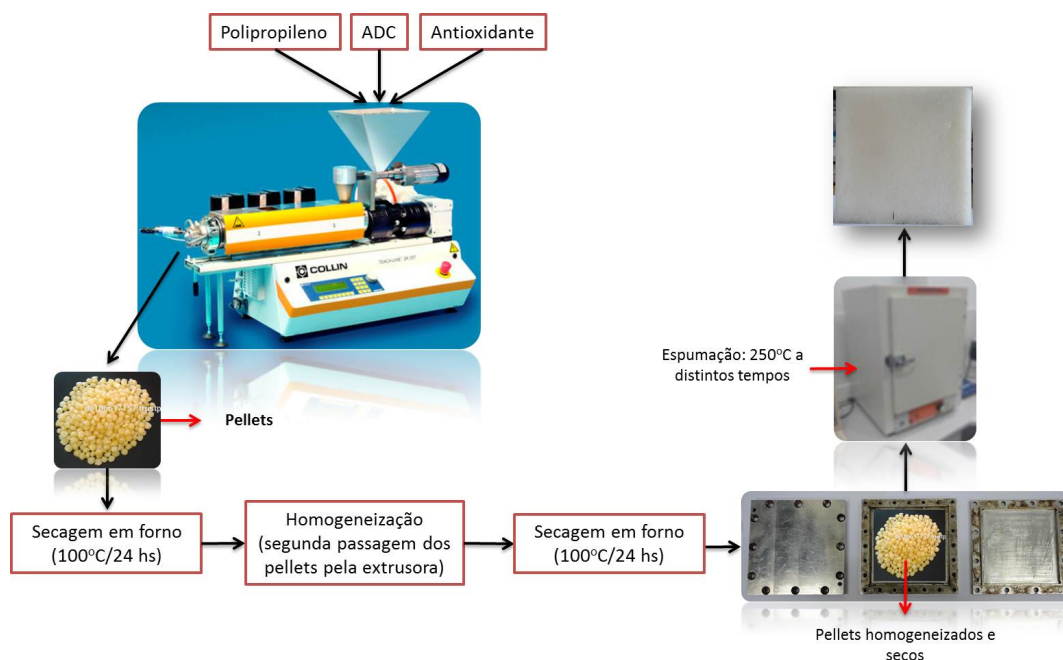 Polipropileno
ADC
Antioxidante
COLLIN
Espumação: 250ºC a
distintos tempos
Pellets
Secagem em forno
(100ºC/24 hs)
Homogeneização
(segunda passagem dos
pellets pela extrusora)
Secagem em forno
(100ºC/24 hs)
Pellets homogeneizados e
secos